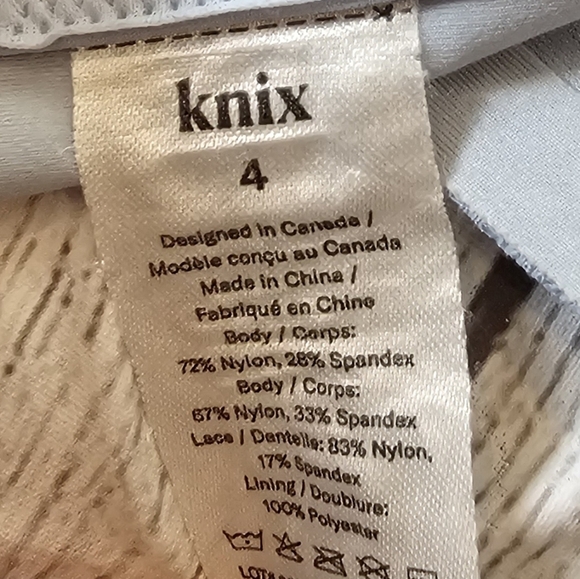 knix
4
Designed in Canada /
Modèle conçu au Canada
Made in China /
Fabriqué en Chine
Body / Corps:
72% Nylon, 28% Spandex
Body / Corps:
67% Nylon, 33% Spandex
Lace / Dentelle: 83% Nylon,
17% Spandex
Lining / Doublure:
100% Polyester